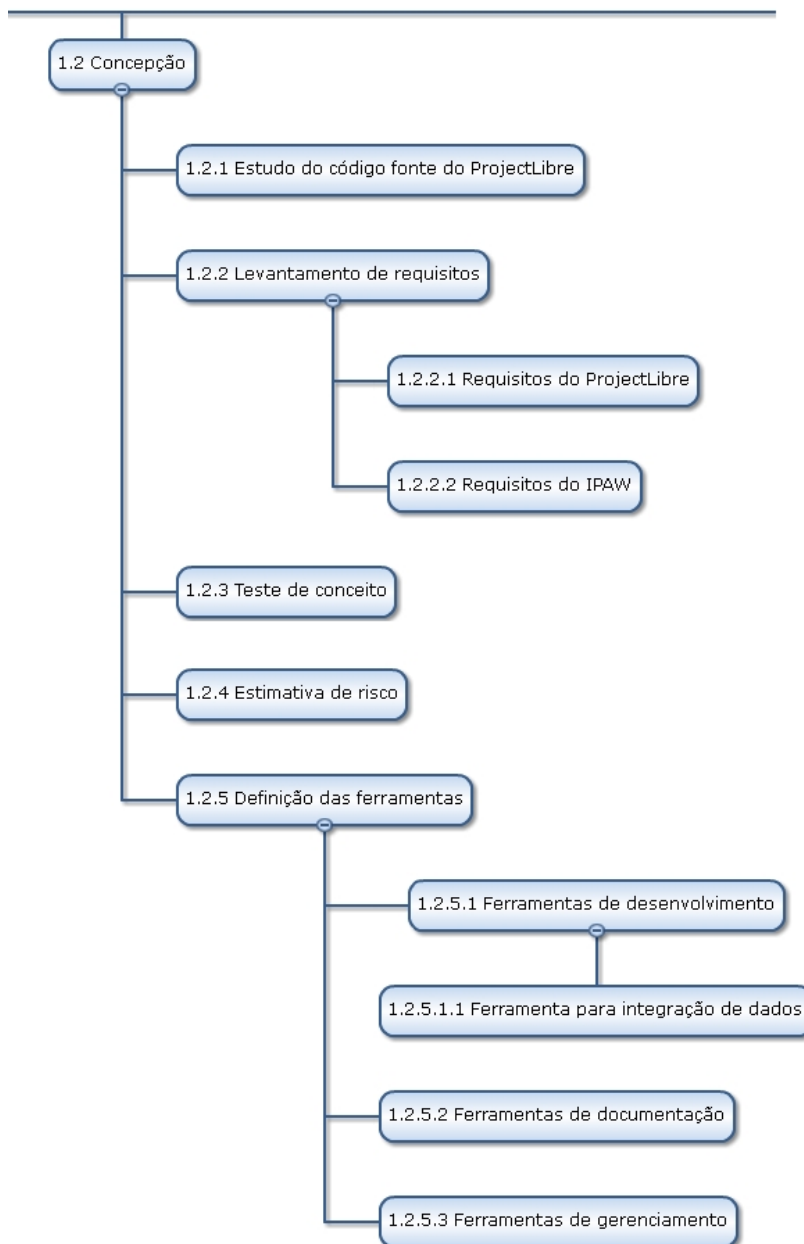 1.2 Concepção
1.2.1 Estudo do código fonte do ProjectLibre
1.2.2 Levantamento de requisitos
1.2.2.1 Requisitos do ProjectLibre
1.2.2.2 Requisitos do IPAW
1.2.3 Teste de conceito
1.2.4 Estimativa de risco
1.2.5 Definição das ferramentas
1.2.5.1 Ferramentas de desenvolvimento
1.2.5.1.1 Ferramenta para integração de dados
1.2.5.2 Ferramentas de documentação
1.2.5.3 Ferramentas de gerenciamento